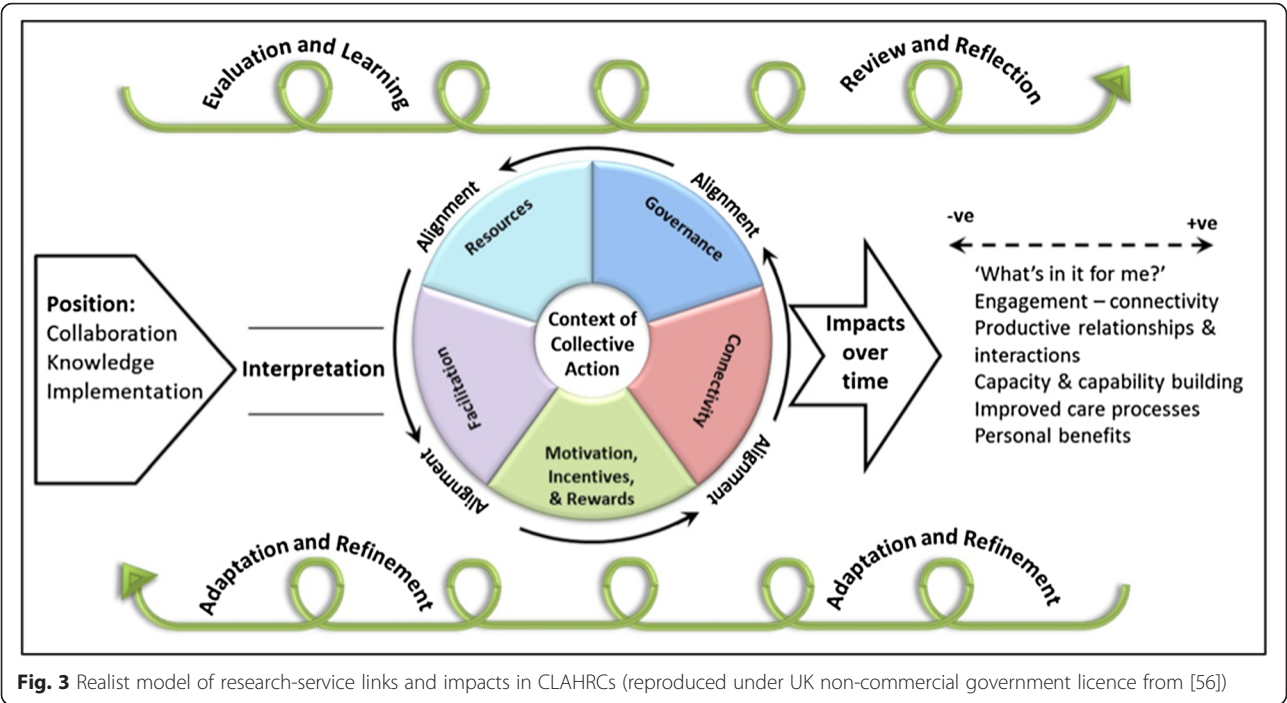 Evaluation and Learning
Review and Reflection
Alignment
Alignment
Resources
Governance
-ve
+ve
Position:
Collaboration
Knowledge
Implementation
Interpretation
Context of
Collective
Action
Facilitation
Connectivity
Motivation,
Incentives,
& Rewards
Alignment
Alignment
Impacts
over
time
‘What’s in it for me?’
Engagement – connectivity
Productive relationships &
interactions
Capacity & capability building
Improved care processes
Personal benefits
Adaptation and Refinement
Adaptation and Refinement
Fig. 3 Realist model of research-service links and impacts in CLAHRCs (reproduced under UK non-commercial government licence from [56])